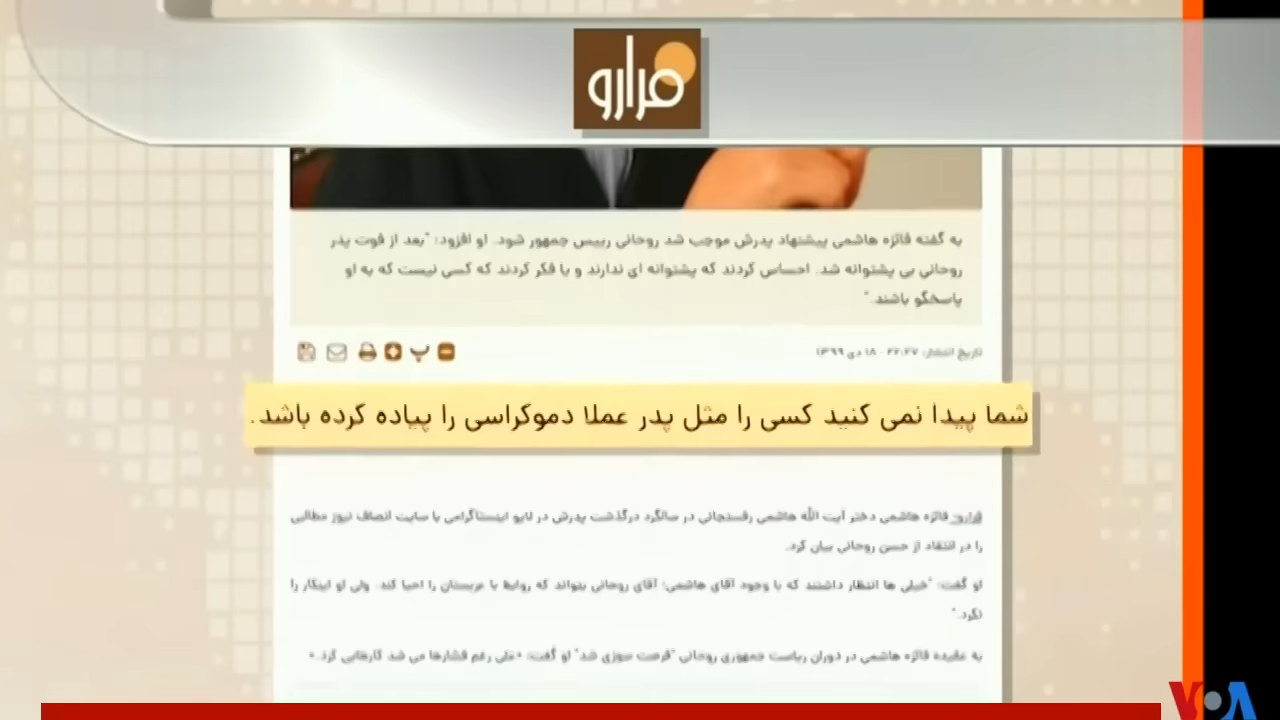 فرارو
به گفته فائزه هاشمی پیشنهاد پدرش موجب شد روحانی رییس جمهور شود. او افزود: "بعد از فوت پدر
روحانی بی پشتوانه شد. احساس کردند که پشتوانه ای ندارند و یا فکر کردند که کسی نیست که به او
پاسخگو باشند."
تاریخ انتشار: ۲۲:۲۷ - ۱۸ دی ۱۳۹۹
شما پیدا نمی کنید کسی را مثل پدر عملا دموکراسی را پیاده کرده باشد.
فرارو- فائزه هاشمی دختر آیت الله هاشمی رفسنجانی در سالگرد درگذشت پدرش در لایو اینستاگرامی با سایت انصاف نیوز مطالبی
را در انتقاد از حسن روحانی بیان کرد.
او گفت: "خیلی ها انتظار داشتند که با وجود آقای هاشمی؛ آقای روحانی بتواند که روابط با عربستان را احیا کند. ولی او اینکار را
نکرد."
به عقیده فائزه هاشمی در دوران ریاست جمهوری روحانی "فرصت سوزی شد" او گفت: «علی رغم فشارها می شد کارهایی کرد.»
VOA